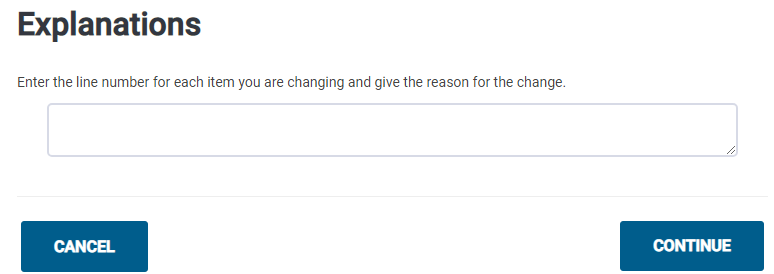 Explanations
Enter the line number for each item you are changing and give the reason for the change.
CANCEL
CONTINUE